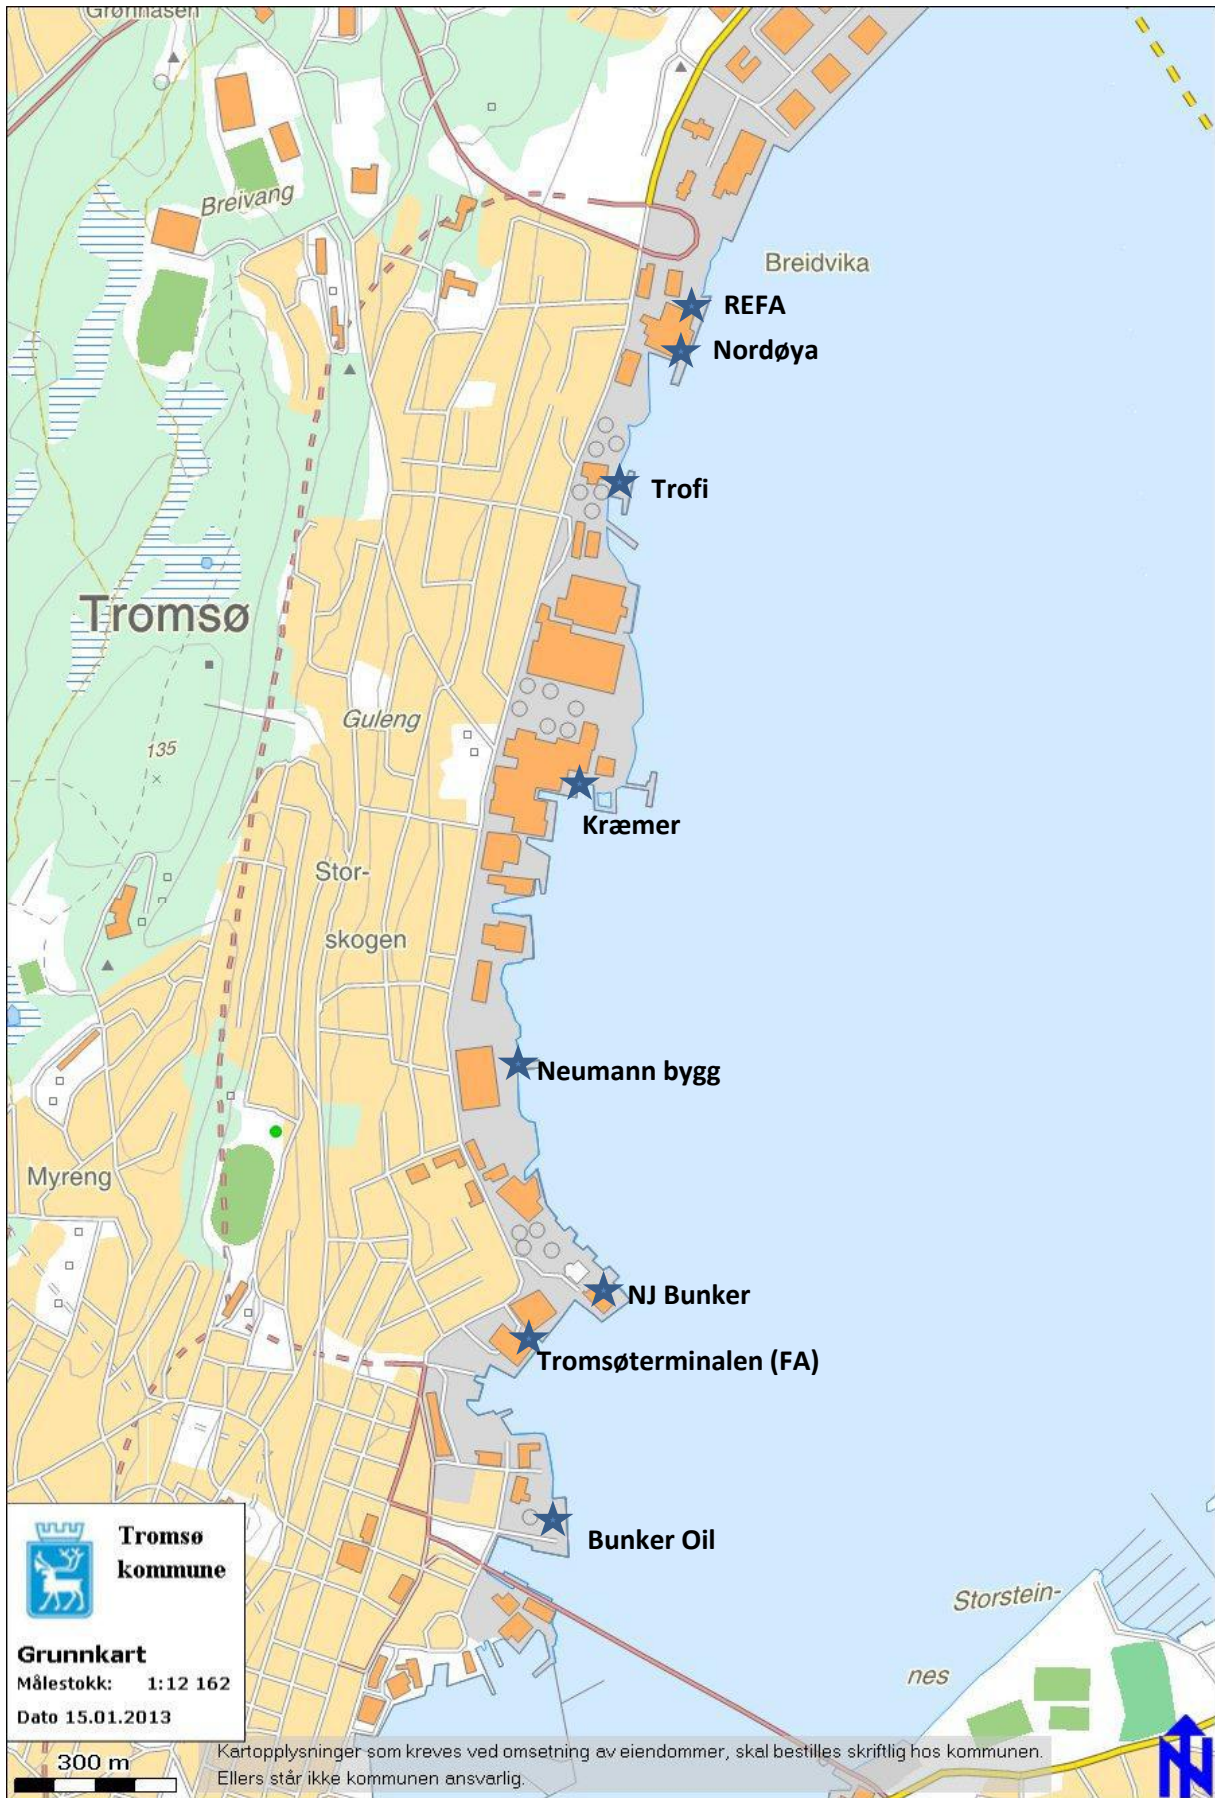 Grønnåsen
Breivang
Breidvika
REFA
Nordøya
Trofi
Tromsø
Guleng
135
Kræmer
Stor-
skogen
Neumann bygg
Myreng
NJ Bunker
Tromsøterminalen (FA)
Bunker Oil
Tromsø
kommune
Storstein-
nes
Grunnkart
Målestokk: 1:12 162
Dato 15.01.2013
300 m
Kartopplysninger som kreves ved omsetning av eiendommer, skal bestilles skriftlig hos kommunen.
Ellers står ikke kommunen ansvarlig.
N